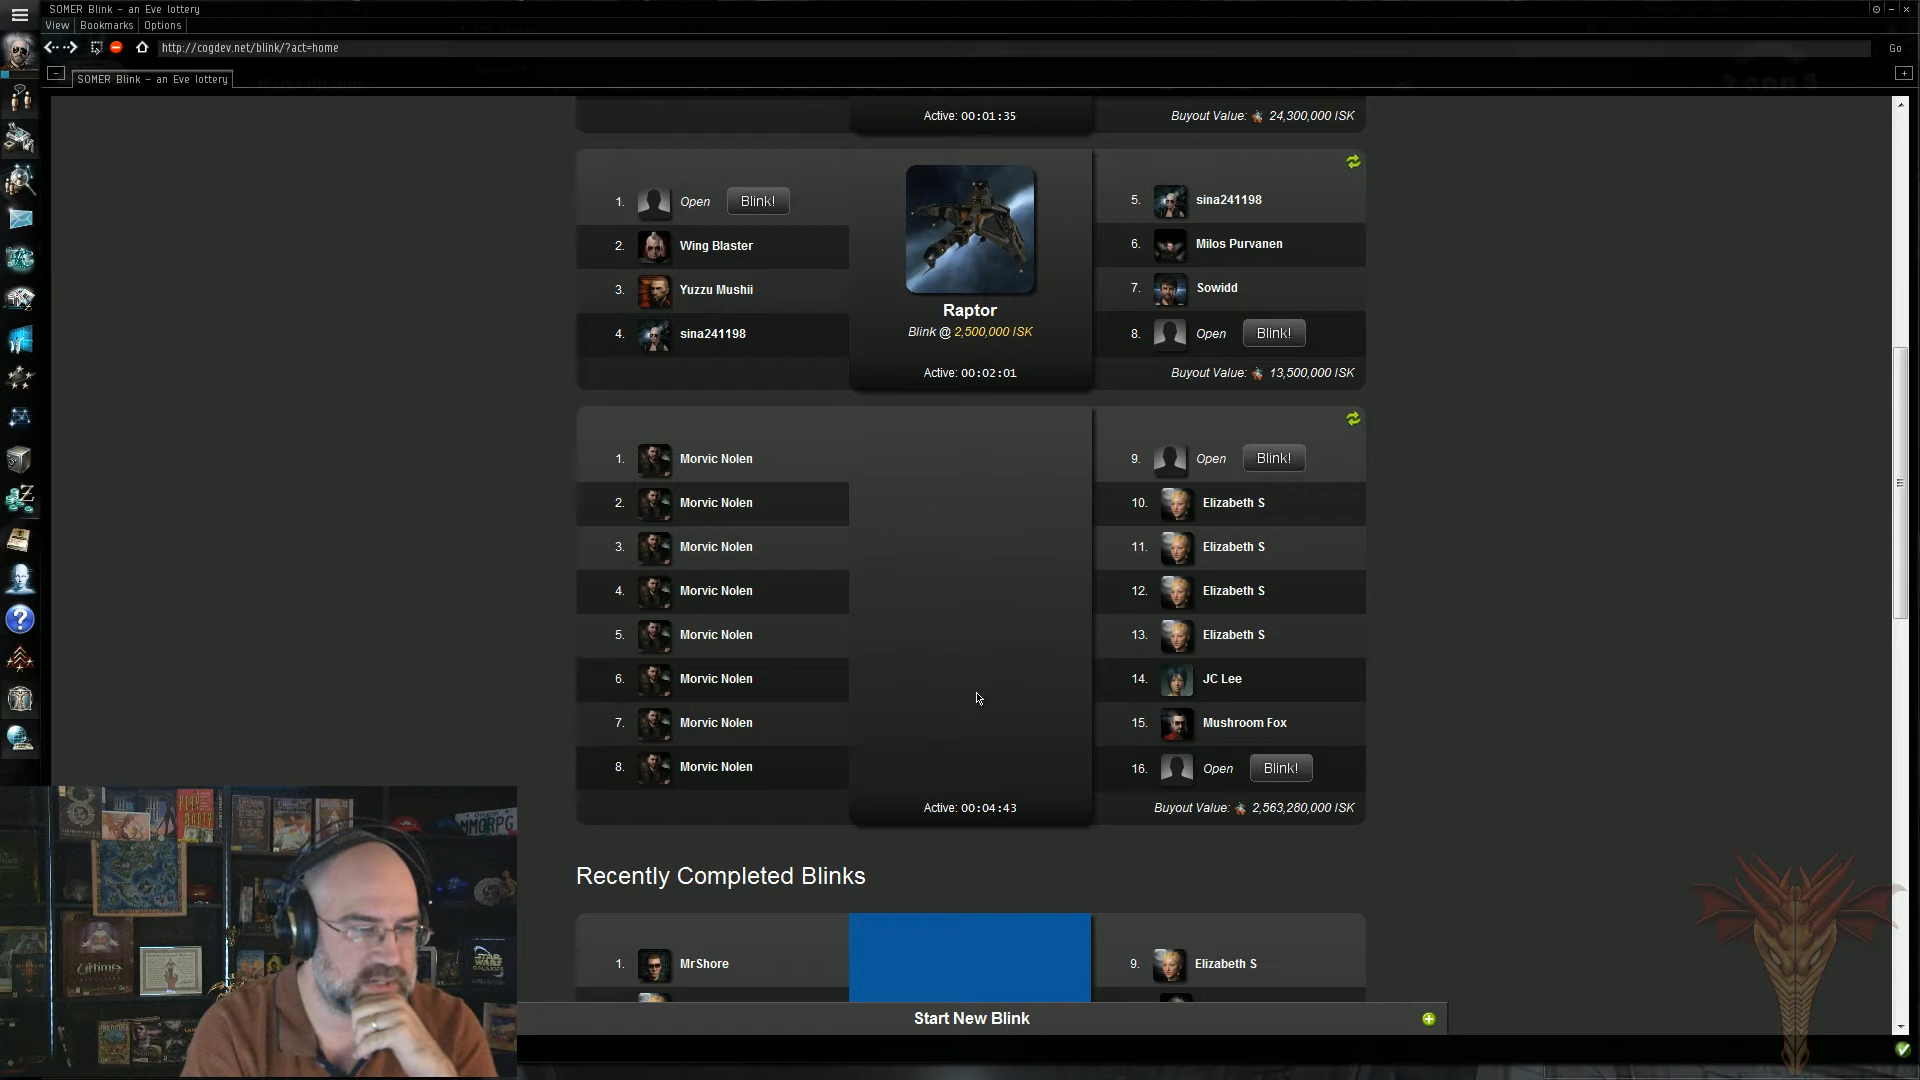 SOMER Blink – an Eve lottery
View Bookmarks Options
http://cogdev.net/blink/?act=home
Go
SOMER Blink – an Eve lottery
Active: 00:01:35
Buyout Value: 24,300,000 ISK
1. Open Blink!
2. Wing Blaster
3. Yuzzu Mushii
4. sina241198
Raptor
Blink @ 2,500,000 ISK
Active: 00:02:01
5. sina241198
6. Milos Purvanen
7. Sowidd
8. Open Blink!
Buyout Value: 13,500,000 ISK
1. Morvic Nolen
2. Morvic Nolen
3. Morvic Nolen
4. Morvic Nolen
5. Morvic Nolen
6. Morvic Nolen
7. Morvic Nolen
8. Morvic Nolen
Active: 00:04:43
9. Open Blink!
10. Elizabeth S
11. Elizabeth S
12. Elizabeth S
13. Elizabeth S
14. JC Lee
15. Mushroom Fox
16. Open Blink!
Buyout Value: 2,563,280,000 ISK
Recently Completed Blinks
1. MrShore
9. Elizabeth S
Start New Blink
MMORPG
ultima
STAR WARS
GALAXIES